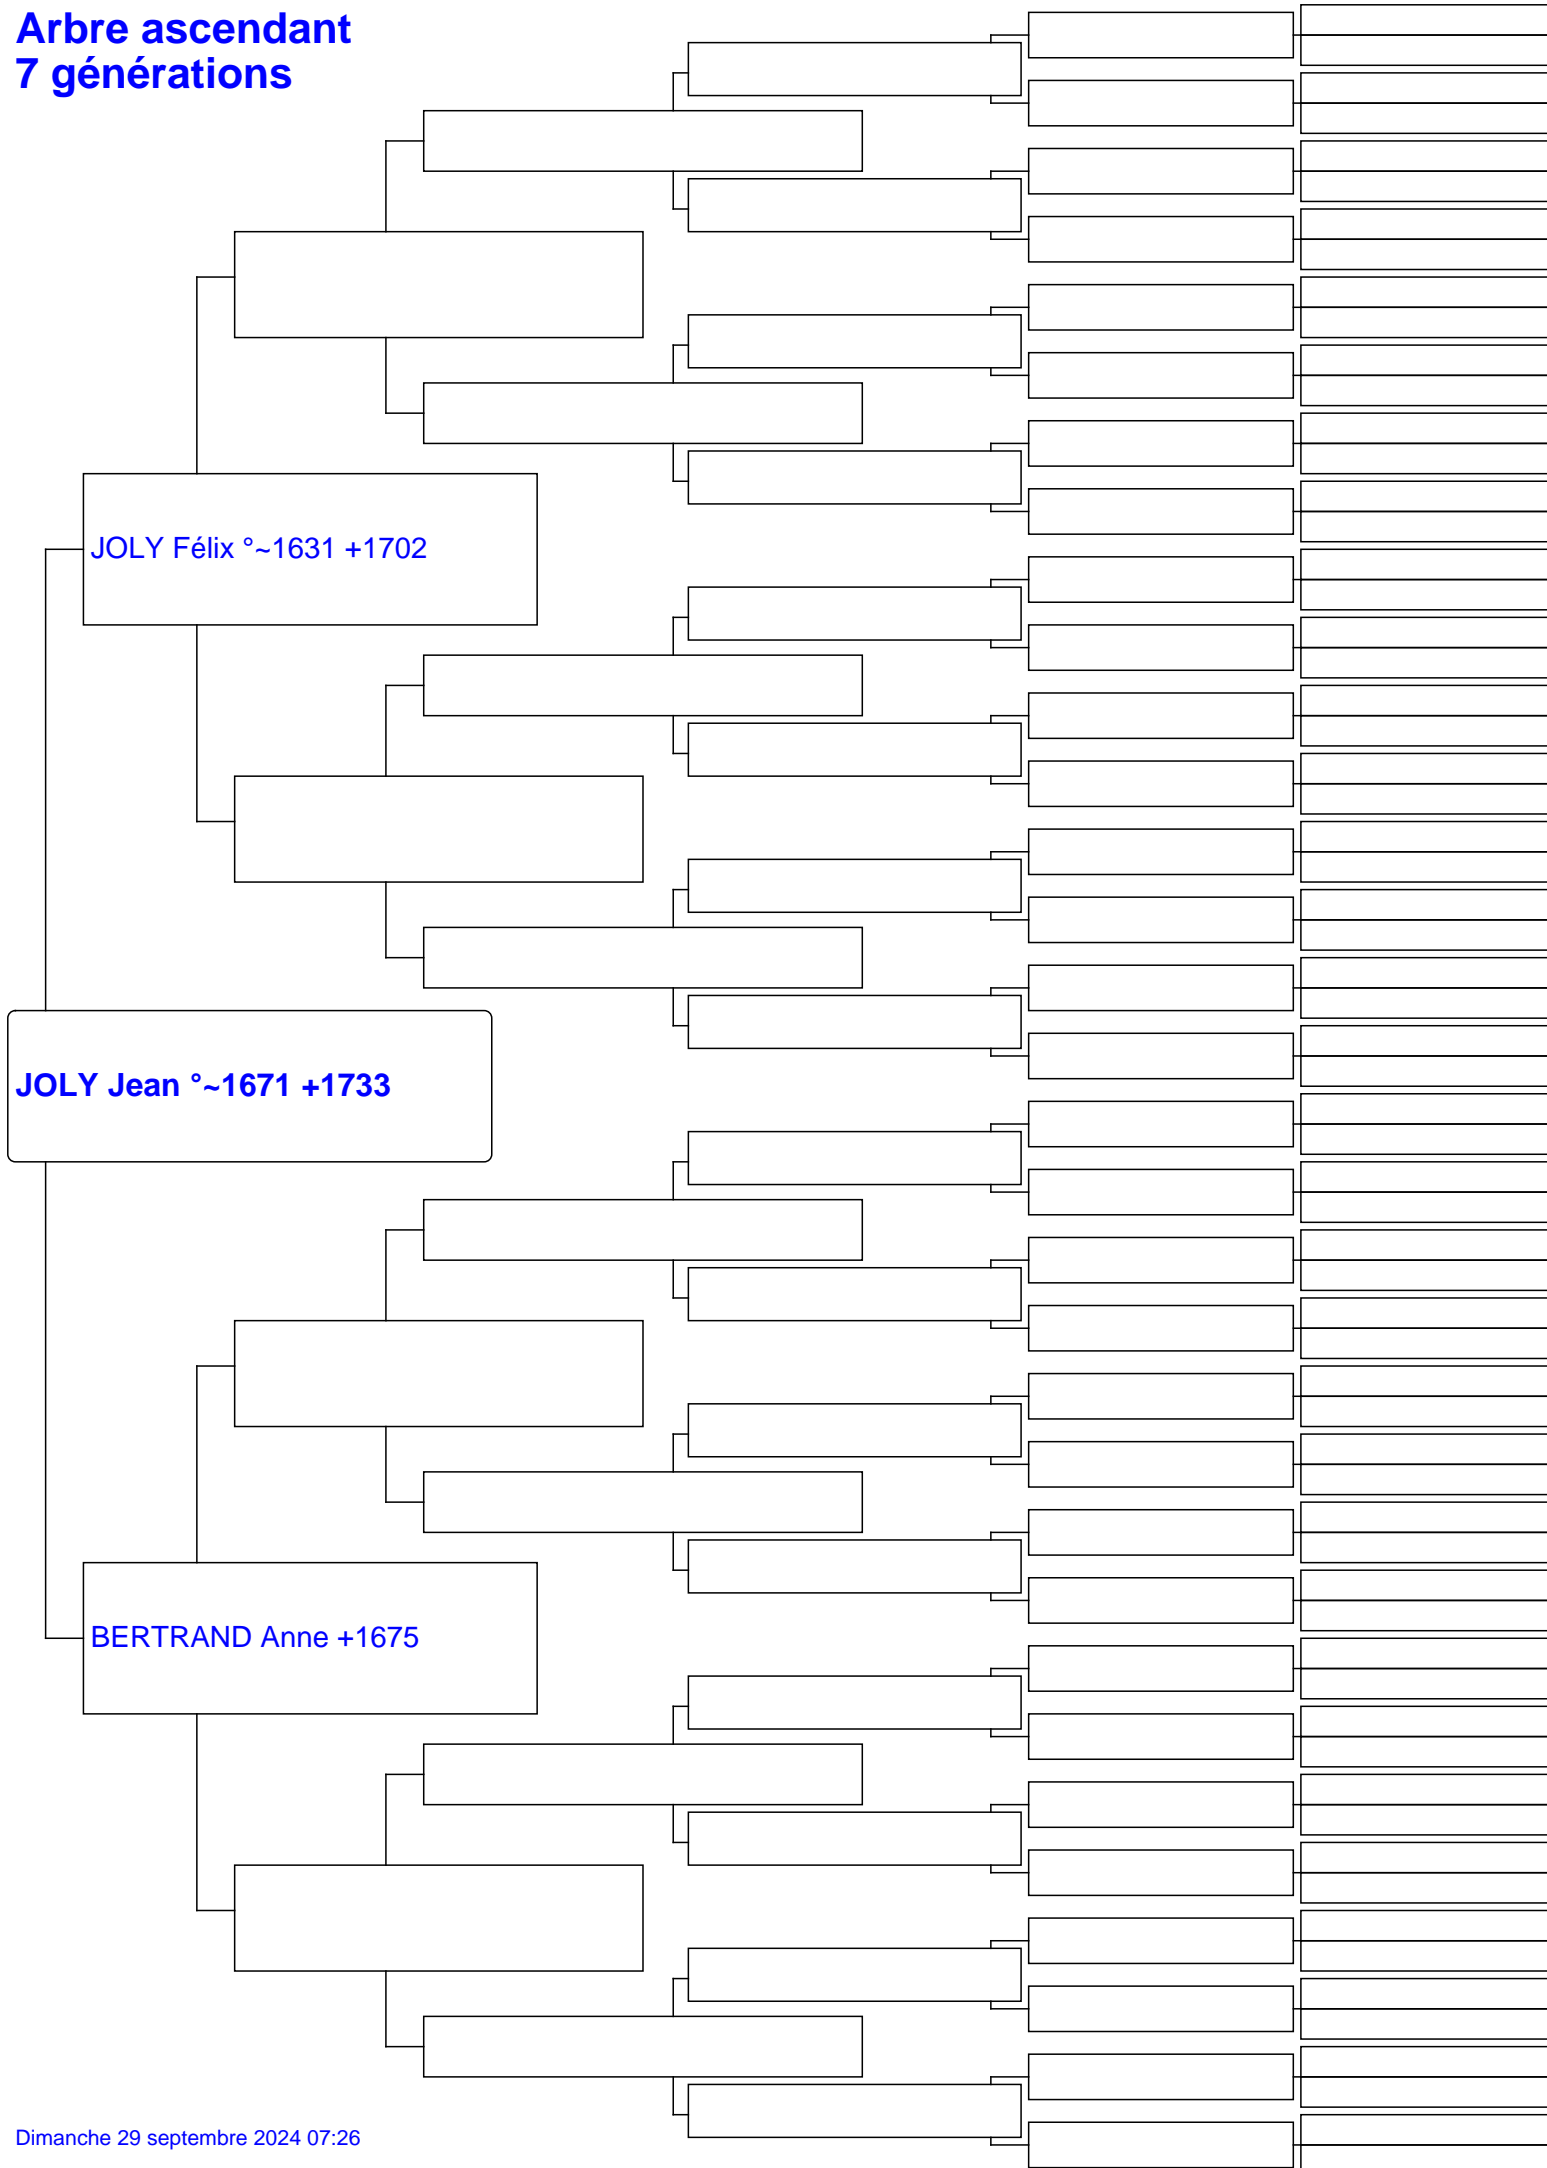 Arbre ascendant
7 générations
JOLY Félix °~1631 +1702
JOLY Jean °~1671 +1733
BERTRAND Anne +1675
Dimanche 29 septembre 2024 07:26